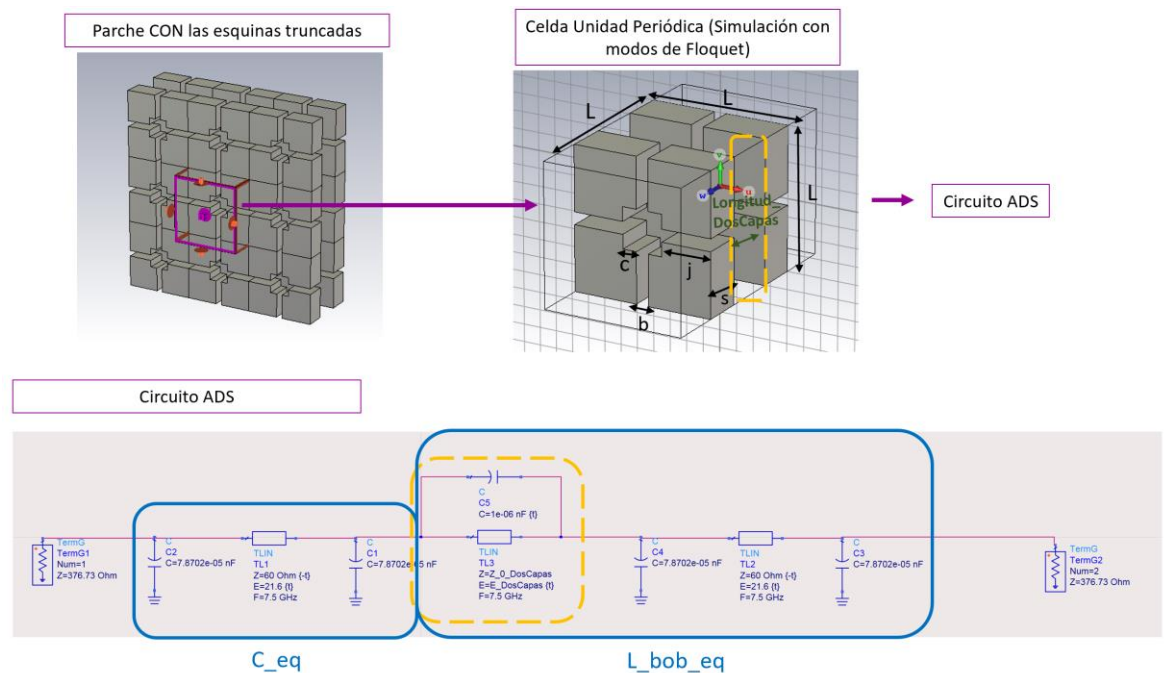 Parche CON las esquinas truncadas
Celda Unidad Periódica (Simulación con
modos de Floquet)
L
L
L
v
w
u
Longitud
DosCapas
c
j
s
b
Circuito ADS
Circuito ADS
TermG
TermG1
Num=1
Z=376.73 Ohm
C
C2
C=7.8702e-05 nF
TLIN
TL1
Z=60 Ohm {-t}
E=21.6 {t}
F=7.5 GHz
C
C1
C=7.8702e-05 nF
C
C5
C=1e-06 nF {t}
TLIN
TL3
Z=Z_0_DosCapas
E=E_DosCapas {t}
F=7.5 GHz
C
C4
C=7.8702e-05 nF
TLIN
TL2
Z=60 Ohm {-t}
E=21.6 {t}
F=7.5 GHz
C
C3
C=7.8702e-05 nF
TermG
TermG2
Num=2
Z=376.73 Ohm
C_eq
L_bob_eq